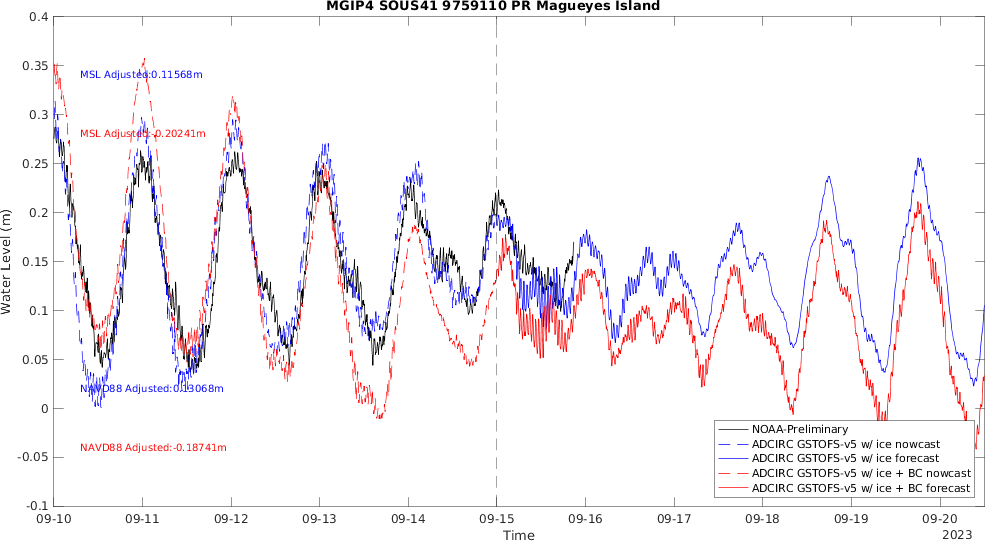 MGIP4 SOUS41 9759110 PR Magueyes Island
0.4
0.35
0.3
0.25
0.2
0.15
0.1
0.05
0
-0.05
-0.1
Water Level (m)
MSL Adjusted:0.11568m
MSL Adjusted:-0.20241m
NAVD88 Adjusted:0.13068m
NAVD88 Adjusted:-0.18741m
NOAA-Preliminary
ADCIRC GSTOFS-v5 w/ ice nowcast
ADCIRC GSTOFS-v5 w/ ice forecast
ADCIRC GSTOFS-v5 w/ ice + BC nowcast
ADCIRC GSTOFS-v5 w/ ice + BC forecast
09-10 09-11 09-12 09-13 09-14 09-15 09-16 09-17 09-18 09-19 09-20
Time
2023